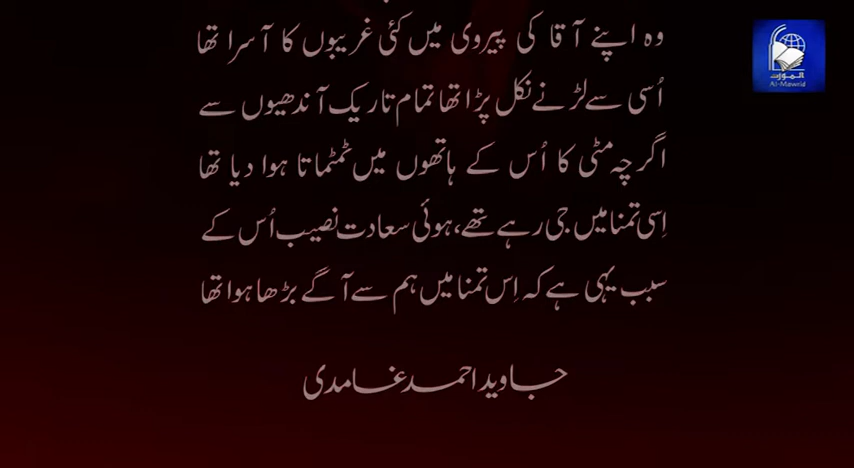 وہ اپنے آقا کی پیروی میں کئی غریبوں کا آسرا تھا
اُسی سے لڑنے نکل پڑا تھا تمام تاریک آندھیوں سے
اگرچہ مٹی کا اُس کے ہاتھوں میں ٹمٹماتا ہوا دیا تھا
اِسی تمنا میں جی رہے تھے، ہوئی سعادت نصیب اُس کے
سبب یہی ہے کہ اِس تمنا میں ہم سے آگے بڑھا ہوا تھا
جاوید احمد غامدی
المورد
Al-Mawrid